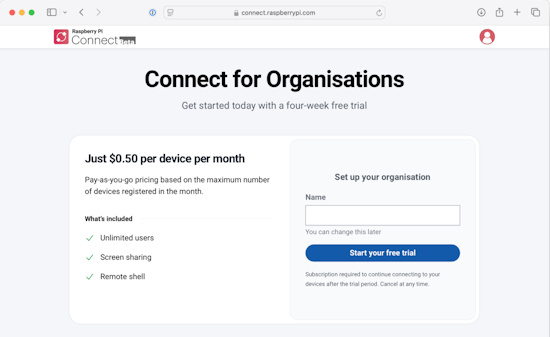 connect.raspberrypi.com
Raspberry Pi
Connect
Connect for Organisations
Get started today with a four-week free trial
Just $0.50 per device per month
Pay-as-you-go pricing based on the maximum number
of devices registered in the month.
What's included
Unlimited users
Screen sharing
Remote shell
Set up your organisation
Name
You can change this later
Start your free trial
Subscription required to continue connecting to your
devices after the trial period. Cancel at any time.